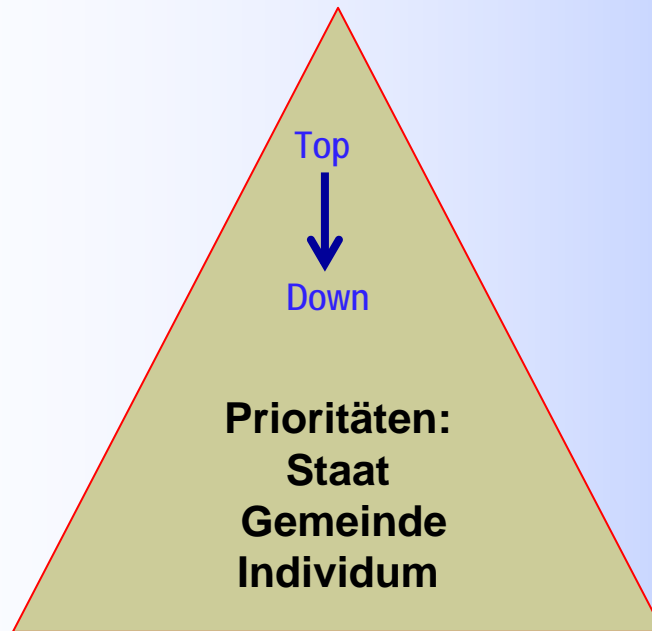 Top
Down
Prioritäten:
Staat
Gemeinde
Individum